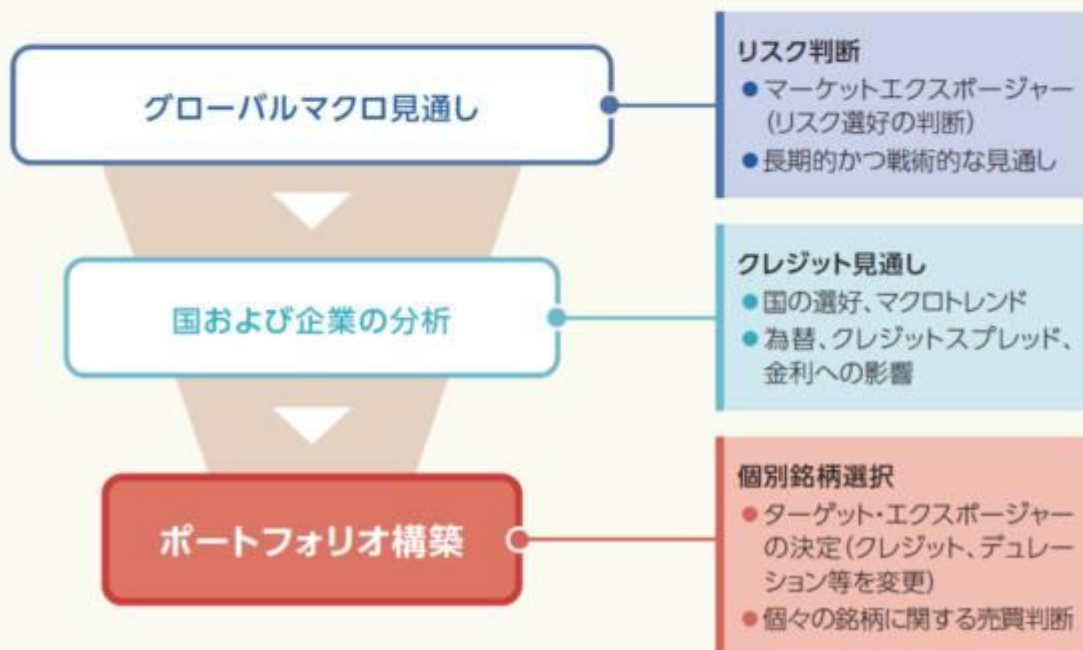 グローバルマクロ見通し
リスク判断
●マーケットエクスポージャー
(リスク選好の判断)
●長期的かつ戦術的な見通し
国および企業の分析
クレジット見通し
●国の選好、マクロトレンド
●為替、クレジットスプレッド、
金利への影響
ポートフォリオ構築
個別銘柄選択
●ターゲット・エクスポージャー
の決定(クレジット、デュレー
ション等を変更)
●個々の銘柄に関する売買判断